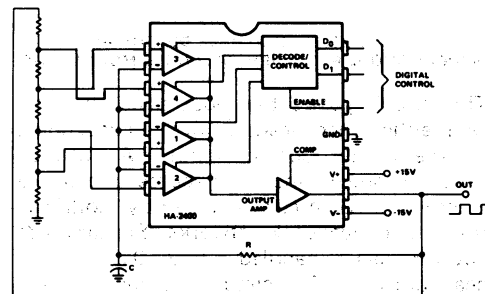 +
-
3
+
-
4
-
+
1
-
+
2
DECODE/
CONTROL
ENABLE
D0
D1
DIGITAL
CONTROL
GND
COMP
V+
+15V
OUTPUT
AMP
OUT
V-
-15V
HA-2400
R
C